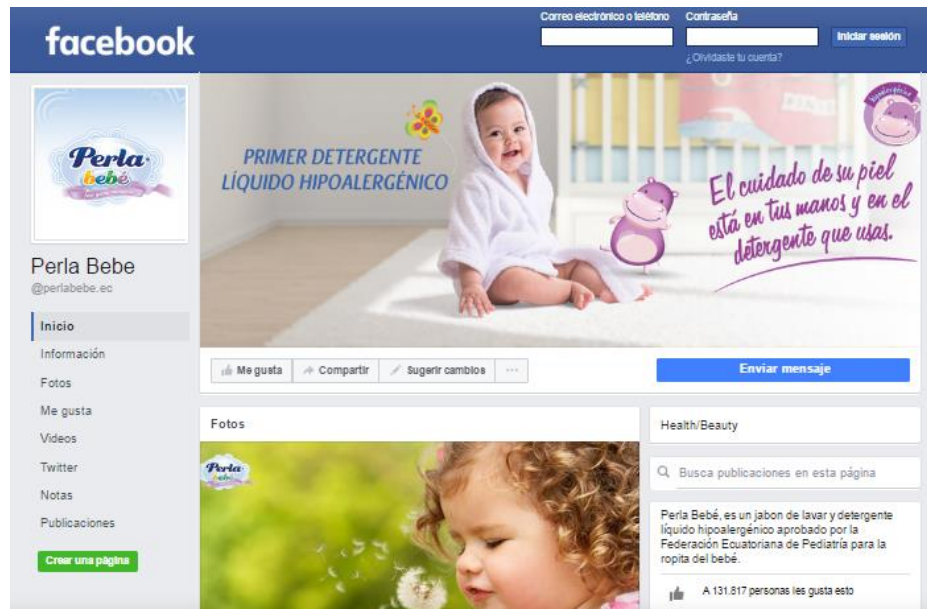 facebook
Correo electrónico o teléfono
Contraseña
Iniciar sesión
¿Olvidaste tu cuenta?
Perla
bebé
PRIMER DETERGENTE
LÍQUIDO HIPOALERGÉNICO
El cuidado de su piel
está en tus manos y en el
detergente que usas.
Perla Bebe
@perlabebe.ec
Inicio
Información
Fotos
Me gusta
Videos
Twitter
Notas
Publicaciones
Crear una página
Me gusta
Compartir
Sugerir cambios
Enviar mensaje
Fotos
Perla
bebé
Health/Beauty
Busca publicaciones en esta página
Perla Bebé, es un jabon de lavar y detergente
líquido hipoalergénico aprobado por la
Federación Ecuatoriana de Pediatría para la
ropita del bebé.
A 131.817 personas les gusta esto